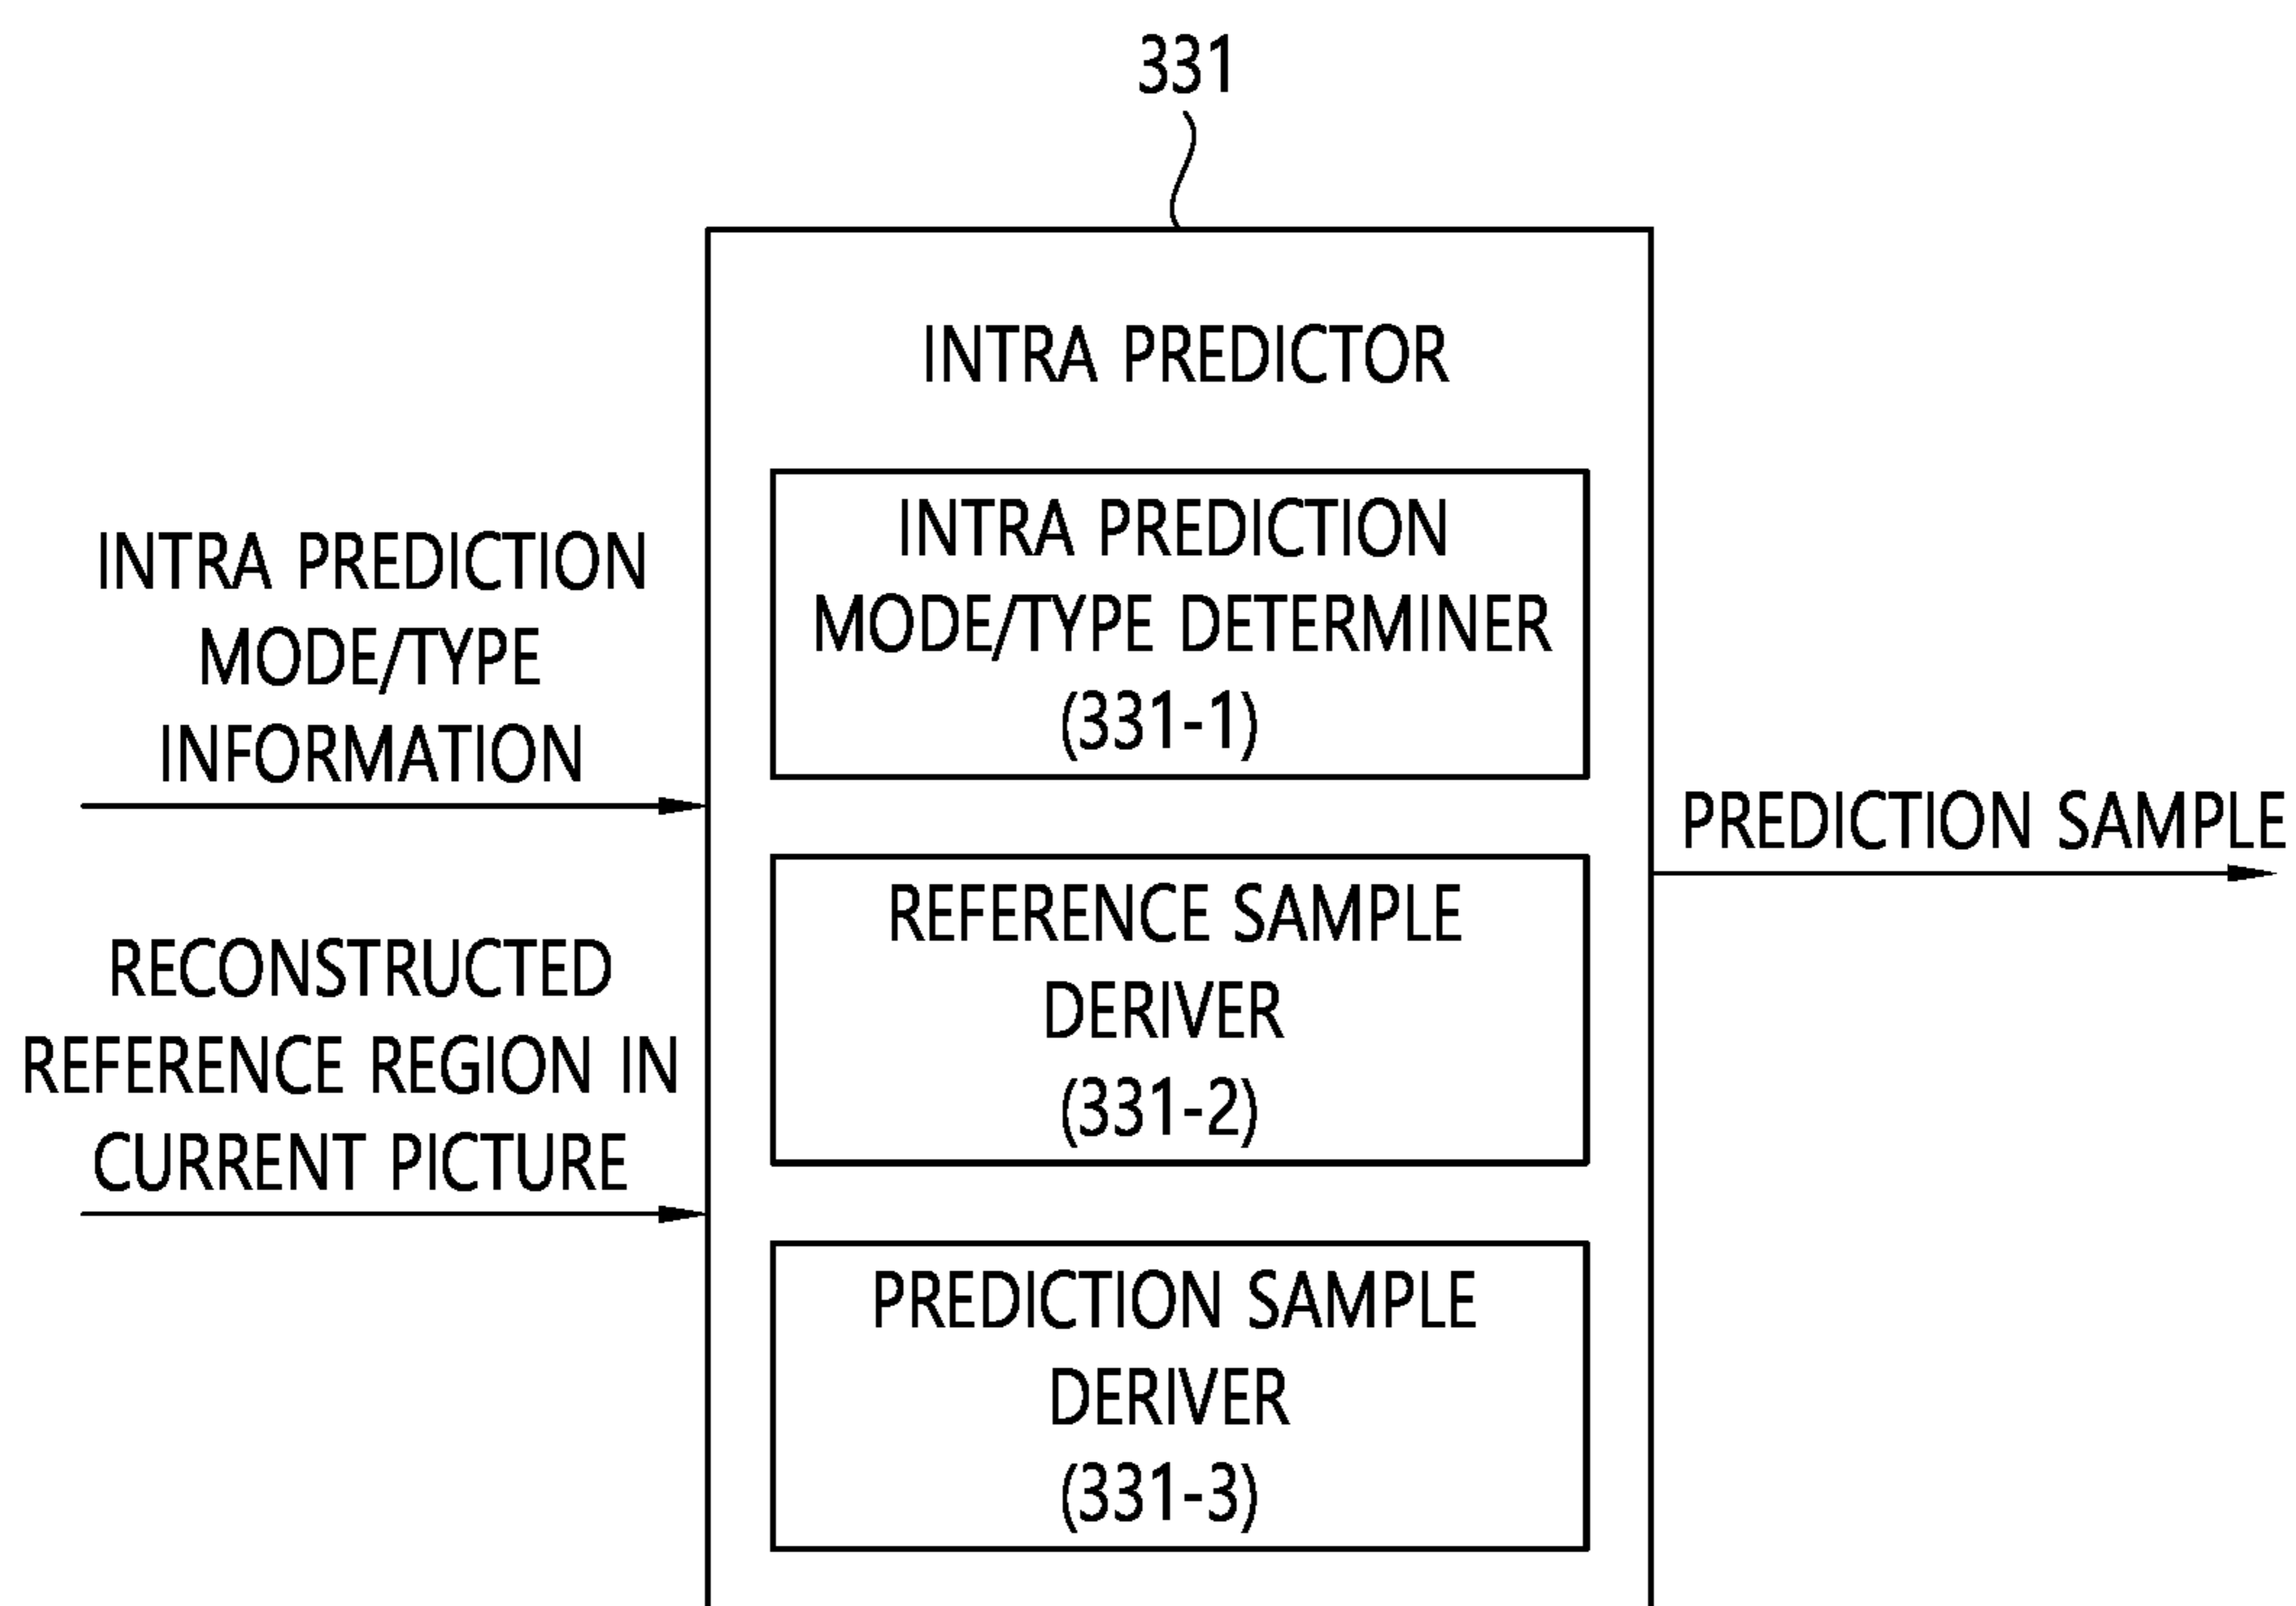 331
INTRA PREDICTOR
INTRA PREDICTION
MODE/TYPE DETERMINER
(331-1)
INTRA PREDICTION
MODE/TYPE
INFORMATION
PREDICTION SAMPLE
REFERENCE SAMPLE
DERIVER
(331-2)
RECONSTRUCTED
REFERENCE REGION IN
CURRENT PICTURE
PREDICTION SAMPLE
DERIVER
(331-3)